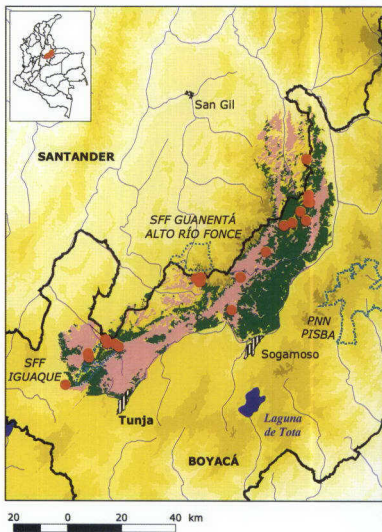 San Gil
SANTANDER
SFF GUANENTÁ
ALTO RÍO FONCE
PNN
PISBA
SFF
IGUAQUE
Sogamoso
Tunja
Laguna
de Tota
BOYACÁ
20 0 20 40 km